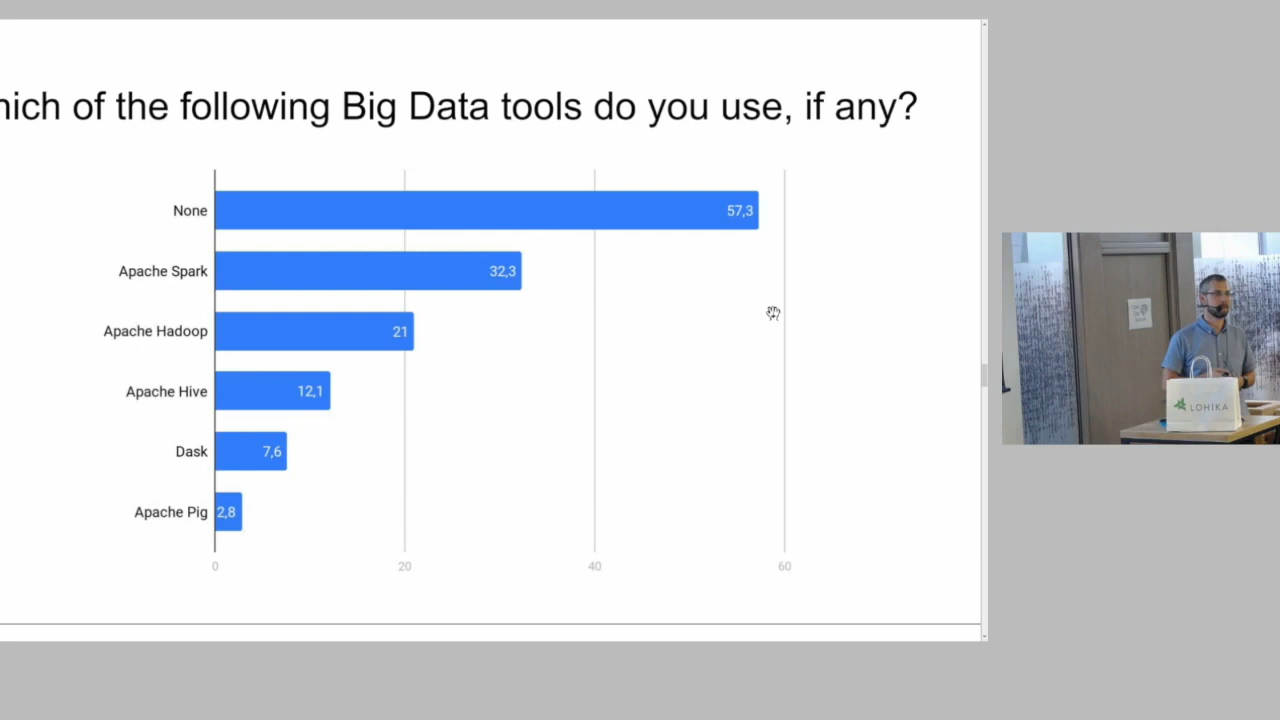 hich of the following Big Data tools do you use, if any?
None
57,3
Apache Spark
32,3
Apache Hadoop
21
Apache Hive
12,1
Dask
7,6
Apache Pig
2,8
0
20
40
60
LOHIKA